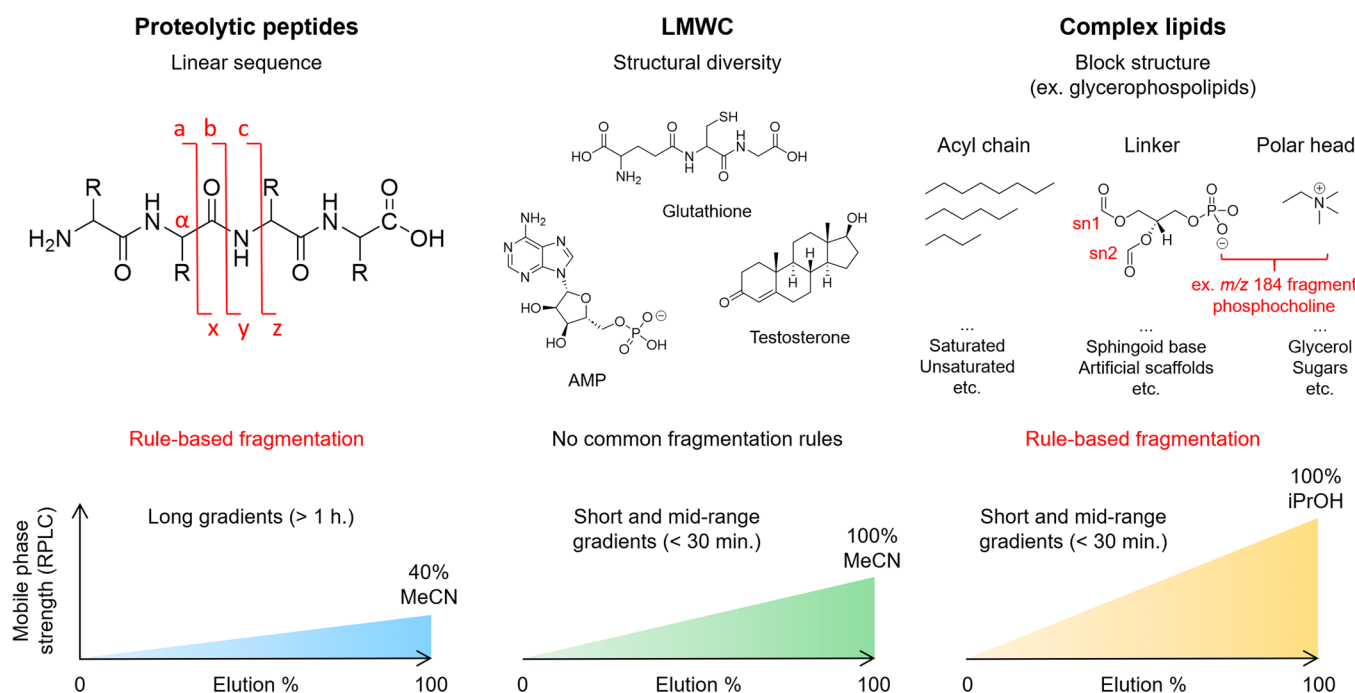 Proteolytic peptides
Linear sequence
a b c
R
H
N
O
R
O
H2N
α
O
R
N
H
O
H
N
R
OH
x y z
Rule-based fragmentation
LMWC
Structural diversity
SH
O
O
H
N
O
HO
N
H
OH
NH2
O
Glutathione
NH2
N
N
N
N
HO
O
O
O
⊖
P
HO
O
OH
AMP
OH
H
H
H
O
Testosterone
No common fragmentation rules
Complex lipids
Block structure
(ex. glycerophospolipids)
Acyl chain
Linker
Polar head
O
O
O
P
O
sn1
O
H
O
⊖
sn2
O
N
+
ex. m/z 184 fragment
phosphocholine
...
Saturated
Unsaturated
etc.
...
Sphingoid base
Artificial scaffolds
etc.
...
Glycerol
Sugars
etc.
Rule-based fragmentation
Mobile phase
strength (RPLC)
Long gradients (> 1 h.)
40%
MeCN
0 Elution % 100
Short and mid-range
gradients (< 30 min.)
100%
MeCN
0 Elution % 100
Short and mid-range
gradients (< 30 min.)
100%
iPrOH
0 Elution % 100